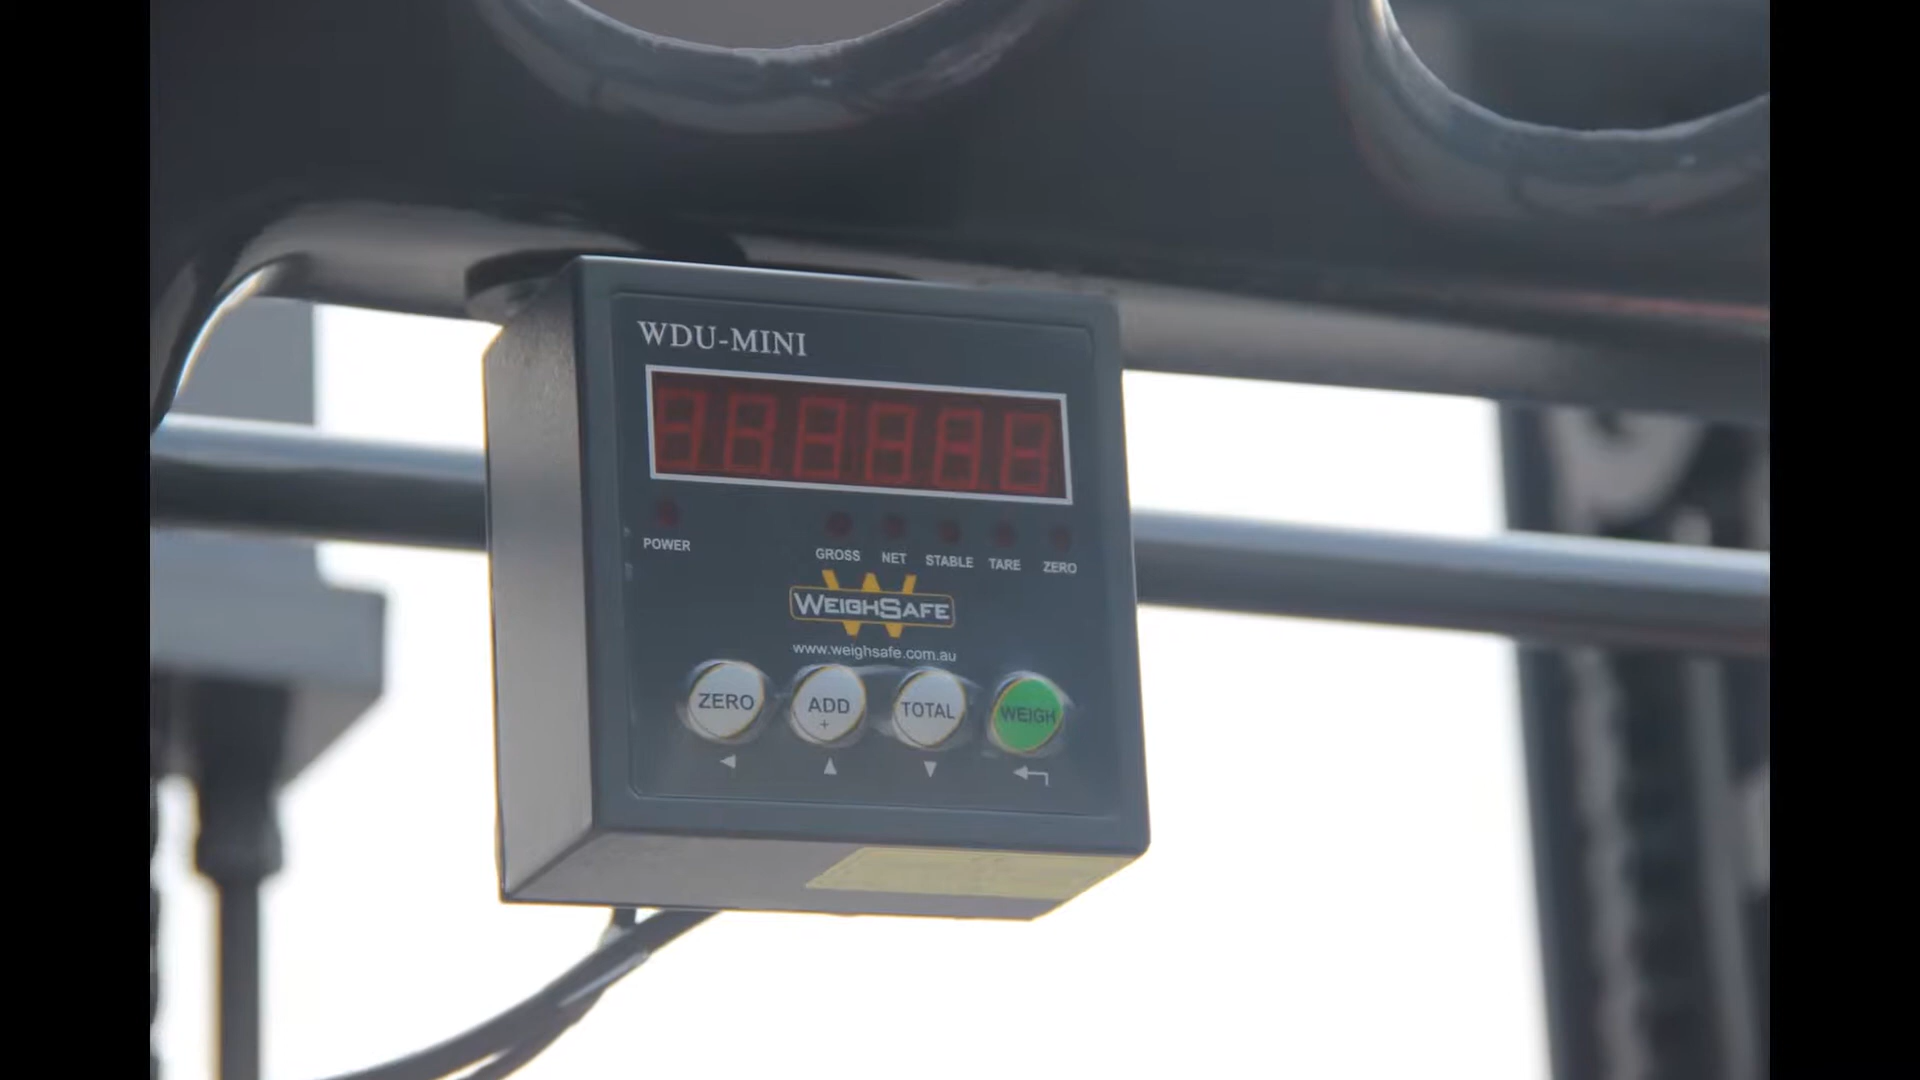 WDU-MINI
POWER
GROSS NET STABLE TARE ZERO
WEIGHSAFE
www.weighsafe.com.au
ZERO ADD + TOTAL WEIGH